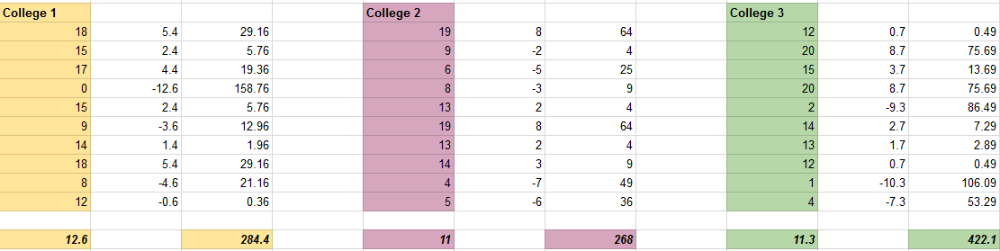 College 1 College 2 College 3
18 5.4 29.16 19 8 64 12 0.7 0.49
15 2.4 5.76 9 -2 4 20 8.7 75.69
17 4.4 19.36 6 -5 25 15 3.7 13.69
0 -12.6 158.76 8 -3 9 20 8.7 75.69
15 2.4 5.76 13 2 4 2 -9.3 86.49
9 -3.6 12.96 19 8 64 14 2.7 7.29
14 1.4 1.96 13 2 4 13 1.7 2.89
18 5.4 29.16 14 3 9 12 0.7 0.49
8 -4.6 21.16 4 -7 49 1 -10.3 106.09
12 -0.6 0.36 5 -6 36 4 -7.3 53.29
12.6 284.4 11 268 11.3 422.1